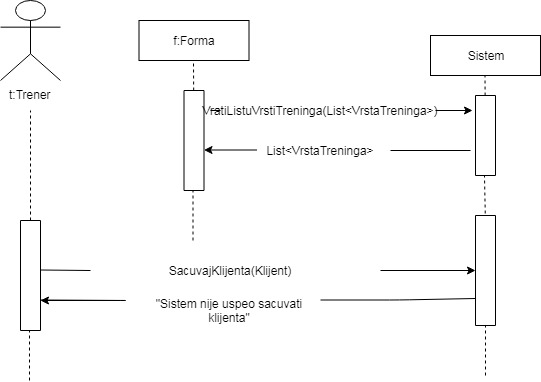 f:Forma
Sistem
t:Trener
VratiListuVrstiTreninga(List<VrstaTreninga>)
List<VrstaTreninga>
SacuvajKlijenta(Klijent)
"Sistem nije uspeo sacuvati
klijenta"